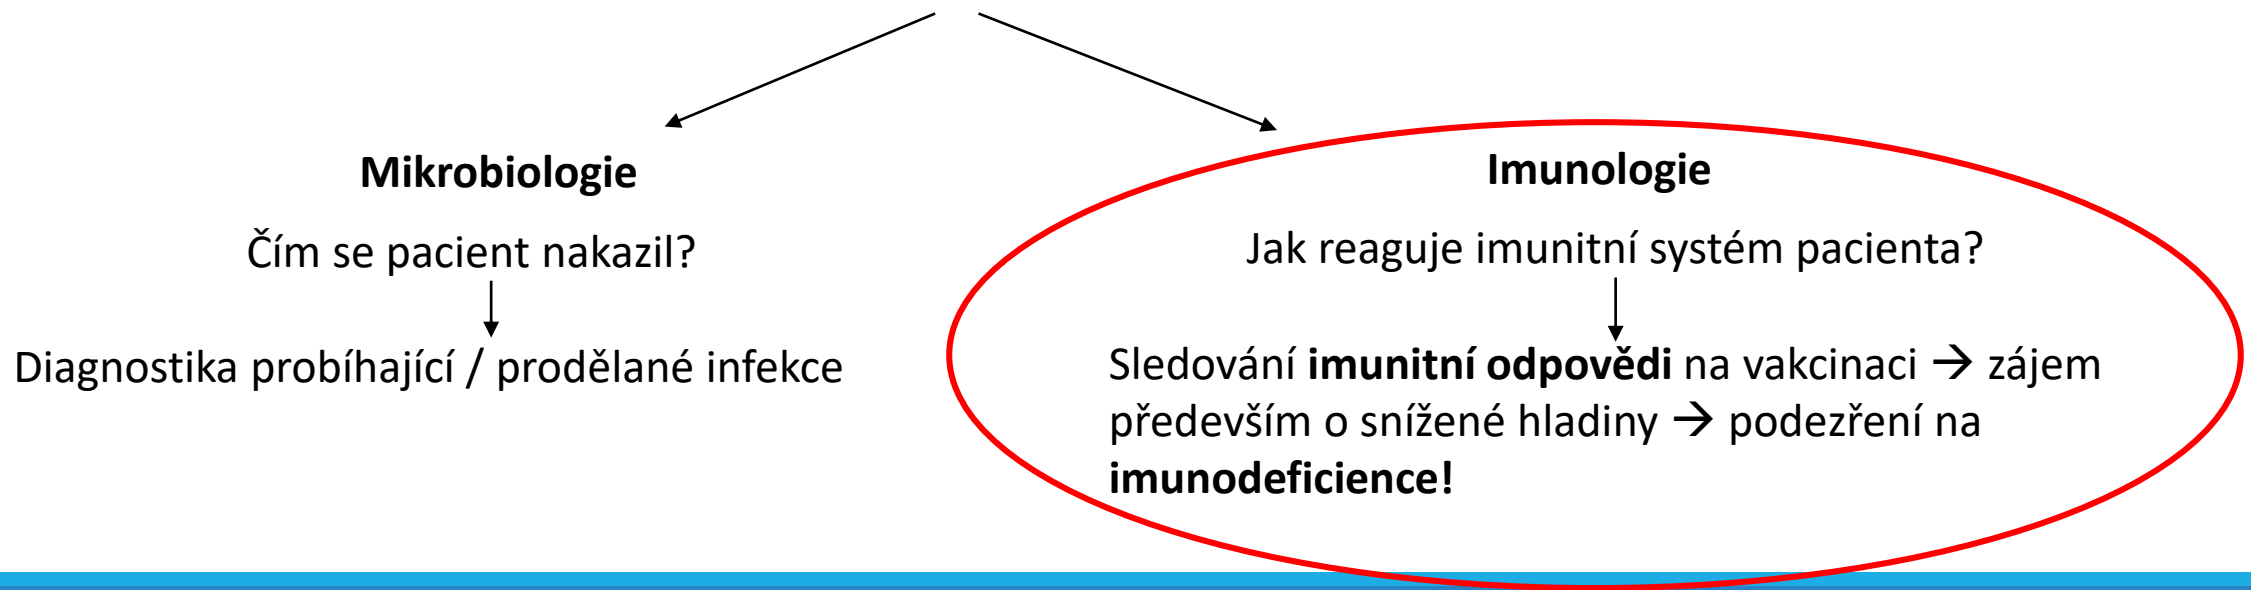 Mikrobiologie
Čím se pacient nakazil?
Diagnostika probíhající / prodělané infekce
Imunologie
Jak reaguje imunitní systém pacienta?
Sledování imunitní odpovědi na vakcinaci → zájem
především o snížené hladiny → podezření na
imunodeficience!